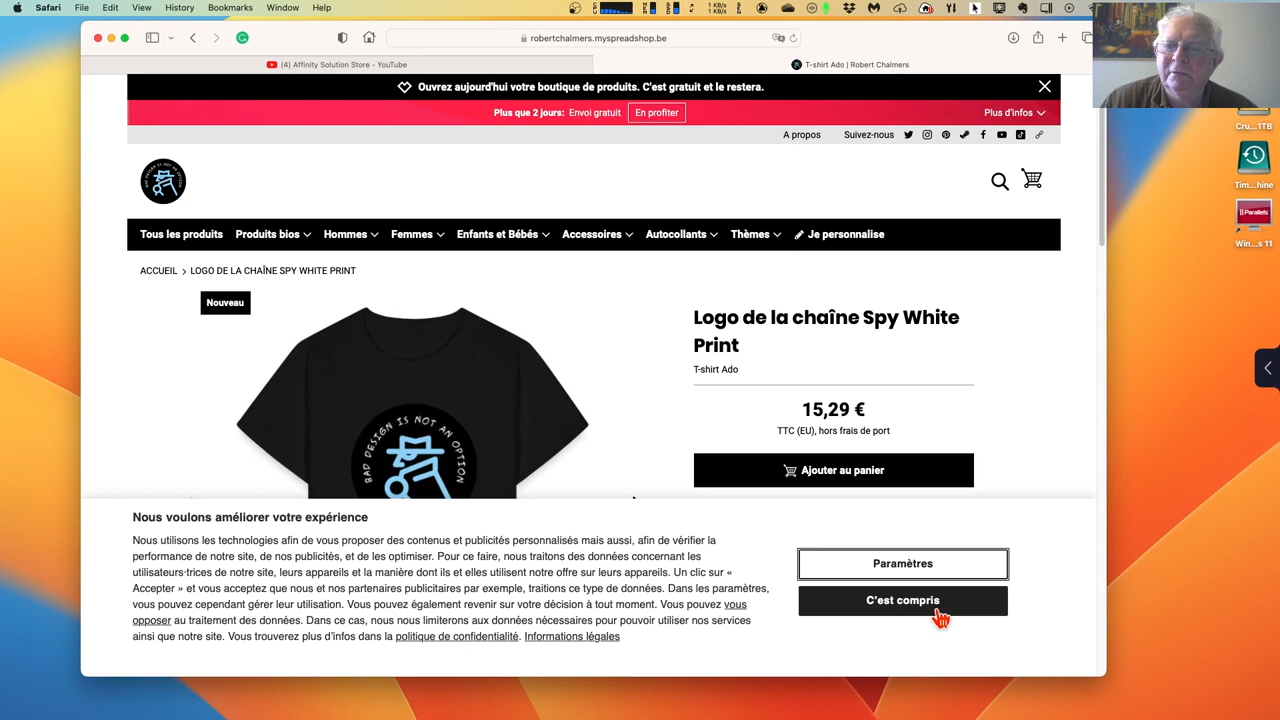 Safari File Edit View History Bookmarks Window Help
1 KB/s
1 KB/s
robertchalmers.myspreadshop.be
(4) Affinity Solution Store - YouTube
T-shirt Ado | Robert Chalmers
Ouvrez aujourd'hui votre boutique de produits. C'est gratuit et le restera.
Plus que 2 jours: Envoi gratuit En profiter Plus d'infos
A propos Suivez-nous
Tous les produits Produits bios Hommes Femmes Enfants et Bébés Accessoires Autocollants Thèmes Je personnalise
ACCUEIL > LOGO DE LA CHAÎNE SPY WHITE PRINT
Nouveau
BAD DESIGN IS NOT AN OPTION
Logo de la chaîne Spy White
Print
T-shirt Ado
15,29 €
TTC (EU), hors frais de port
Ajouter au panier
Nous voulons améliorer votre expérience
Nous utilisons les technologies afin de vous proposer des contenus et publicités personnalisés mais aussi, afin de vérifier la
performance de notre site, de nos publicités, et de les optimiser. Pour ce faire, nous traitons des données concernant les
utilisateurs·trices de notre site, leurs appareils et la manière dont ils et elles utilisent notre offre sur leurs appareils. Un clic sur «
Accepter » et vous acceptez que nous et nos partenaires publicitaires par exemple, traitions ce type de données. Dans les paramètres,
vous pouvez cependant gérer leur utilisation. Vous pouvez également revenir sur votre décision à tout moment. Vous pouvez vous
opposer au traitement des données. Dans ce cas, nous nous limiterons aux données nécessaires pour pouvoir utiliser nos services
ainsi que notre site. Vous trouverez plus d'infos dans la politique de confidentialité. Informations légales
Paramètres
C'est compris
Cru...1TB
Tim...hine
Parallels
Win...s 11